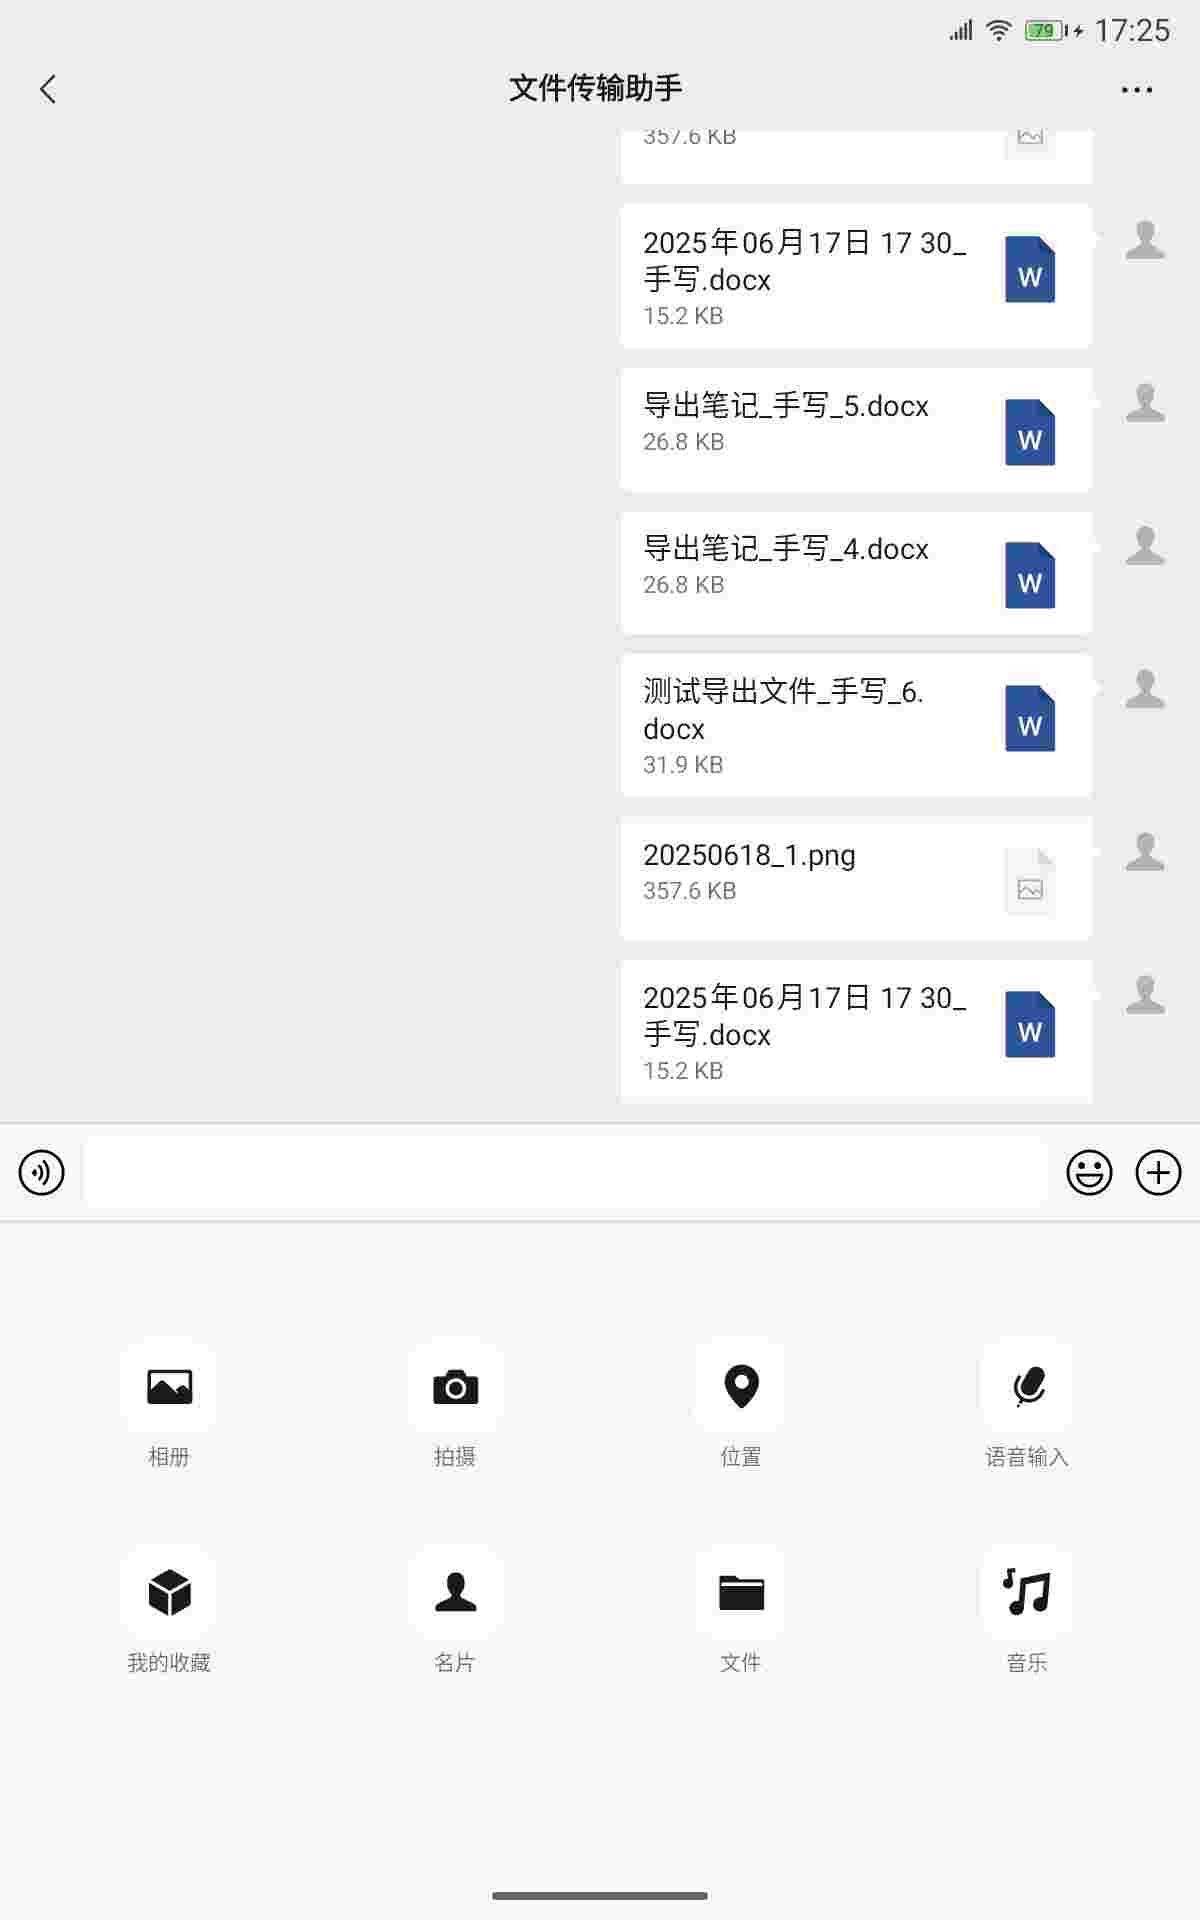 79 17:25
文件传输助手
357.6 KB
2025年06月17日 17 30_
手写.docx
15.2 KB
W
导出笔记_手写_5.docx
26.8 KB
W
导出笔记_手写_4.docx
26.8 KB
W
测试导出文件_手写_6.
docx
31.9 KB
W
20250618_1.png
357.6 KB
2025年06月17日 17 30_
手写.docx
15.2 KB
W
相册 拍摄 位置 语音输入
我的收藏 名片 文件 音乐